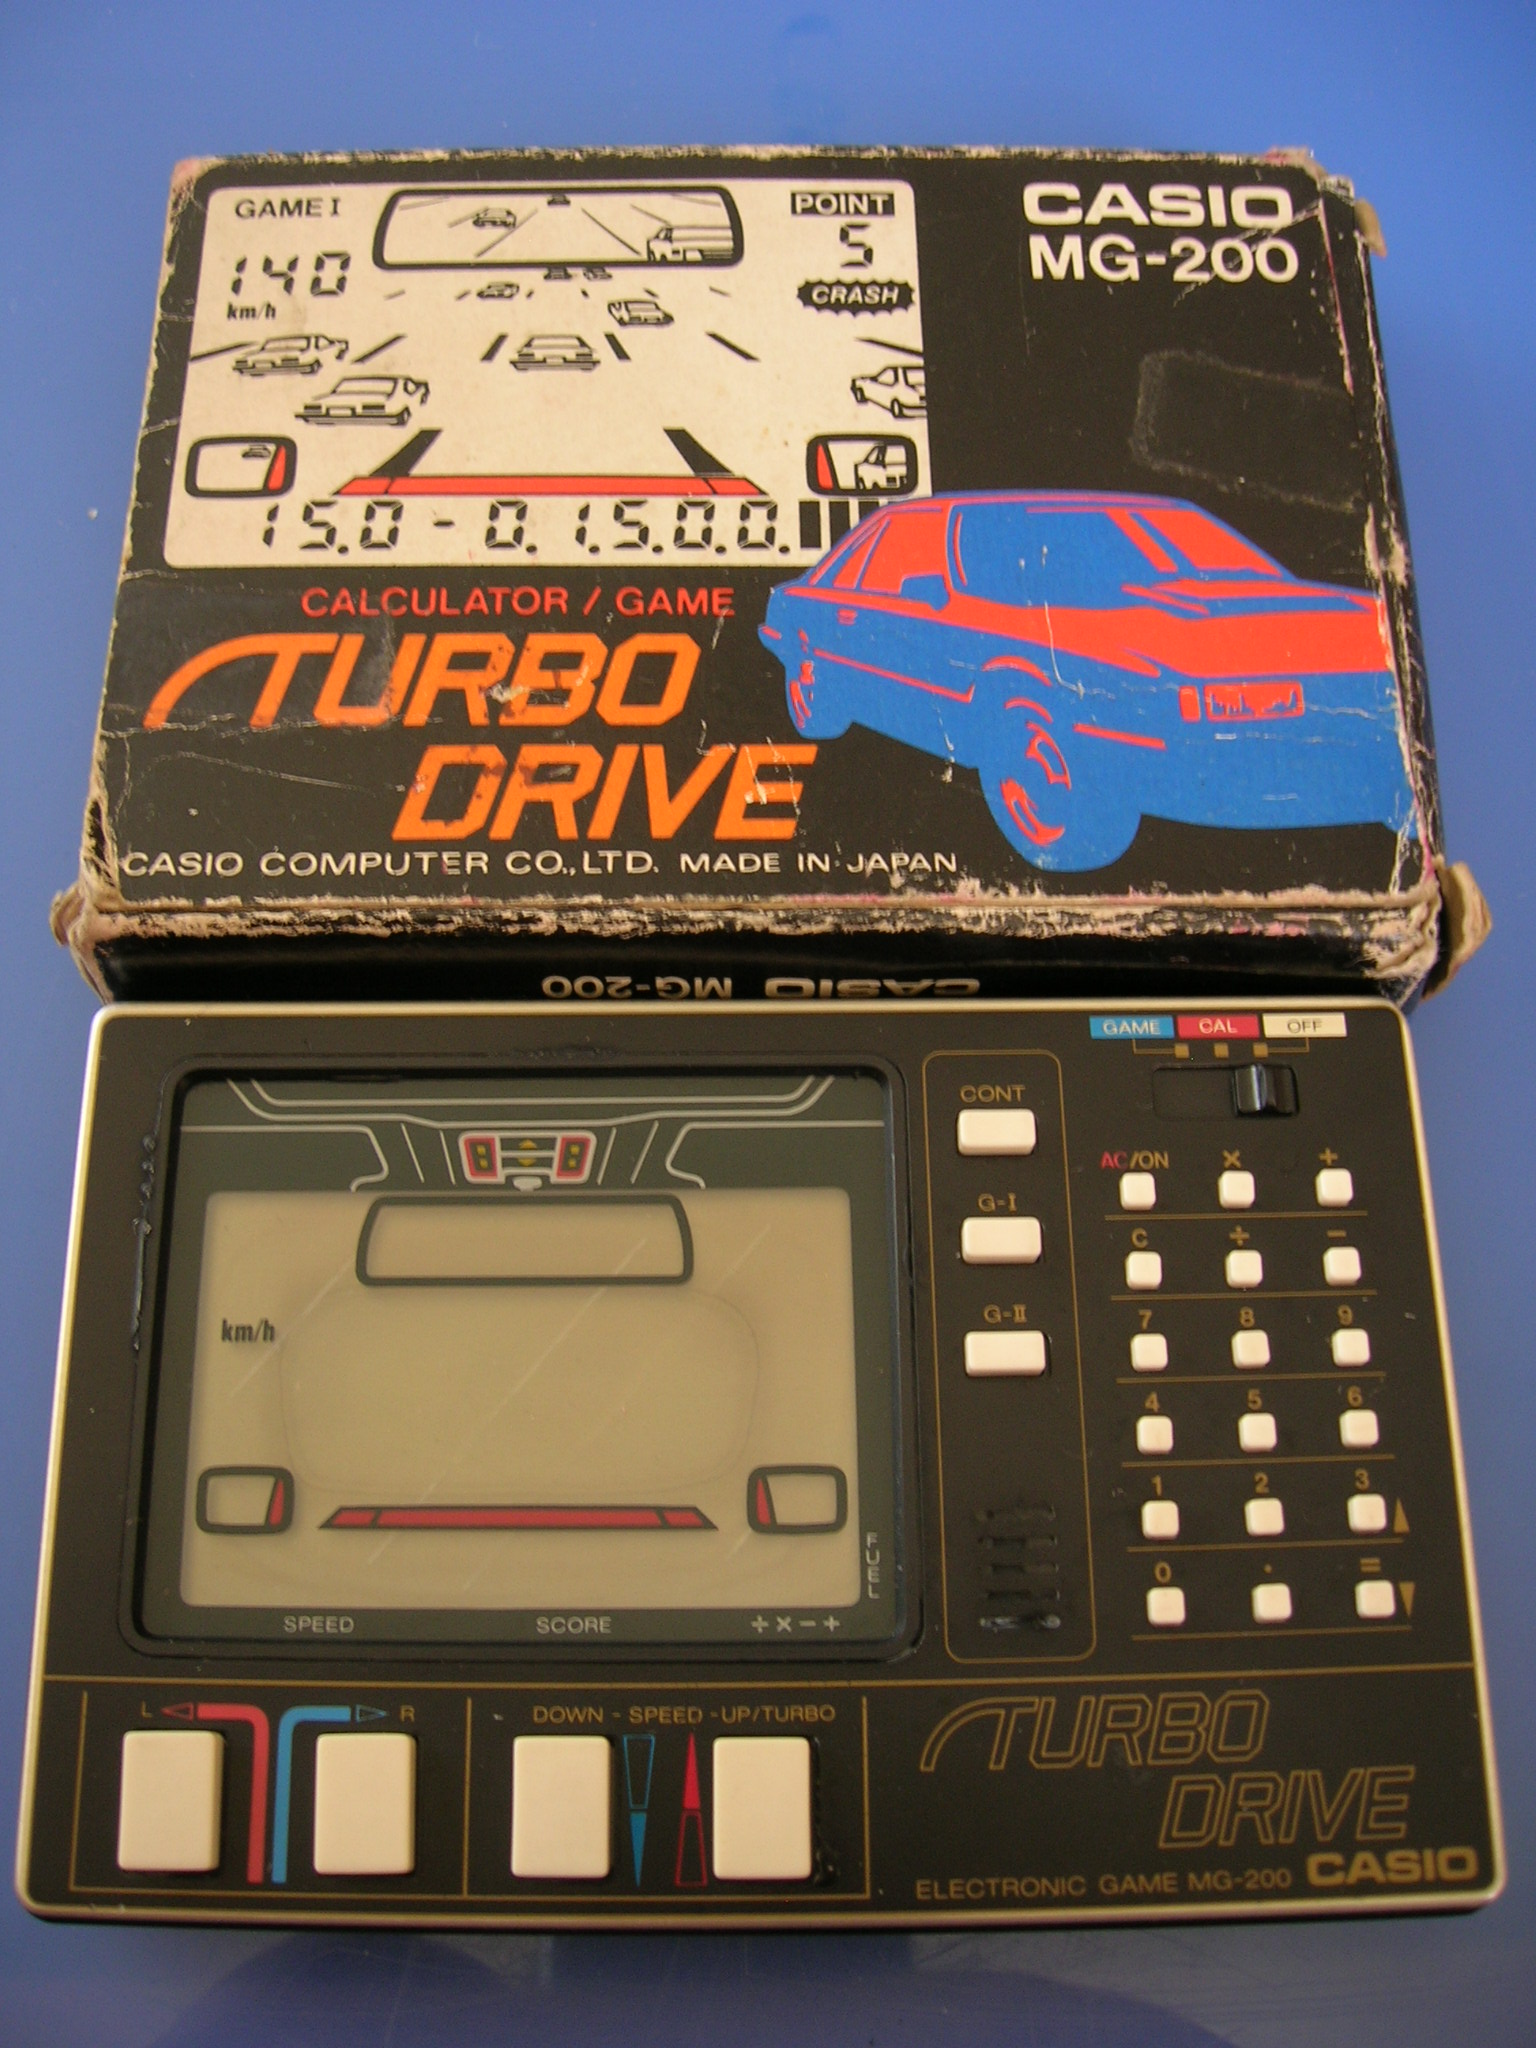 GAME I
POINT
5
140
km/h
CRASH
15.0 - 0.1.5.0.0.
CASIO
MG-200
CALCULATOR / GAME
TURBO
DRIVE
CASIO COMPUTER CO.,LTD. MADE IN JAPAN
CASIO MG-200
GAME CAL OFF
CONT
G-I
G-II
AC/ON × +
C ÷ −
7 8 9
4 5 6
1 2 3
0 · =
km/h
FUEL
SPEED SCORE ÷ × − +
L R
DOWN - SPEED - UP/TURBO
TURBO
DRIVE
ELECTRONIC GAME MG-200 CASIO